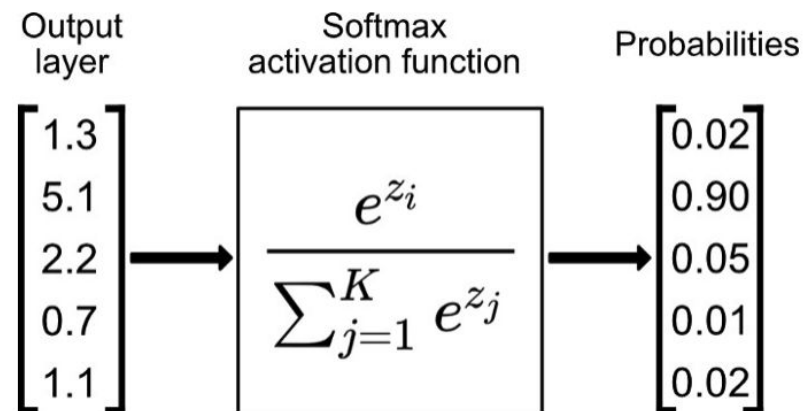 Output
layer
Softmax
activation function
Probabilities
1.3
5.1
2.2
0.7
1.1
e^{z_i}
∑_{j=1}^{K} e^{z_j}
0.02
0.90
0.05
0.01
0.02